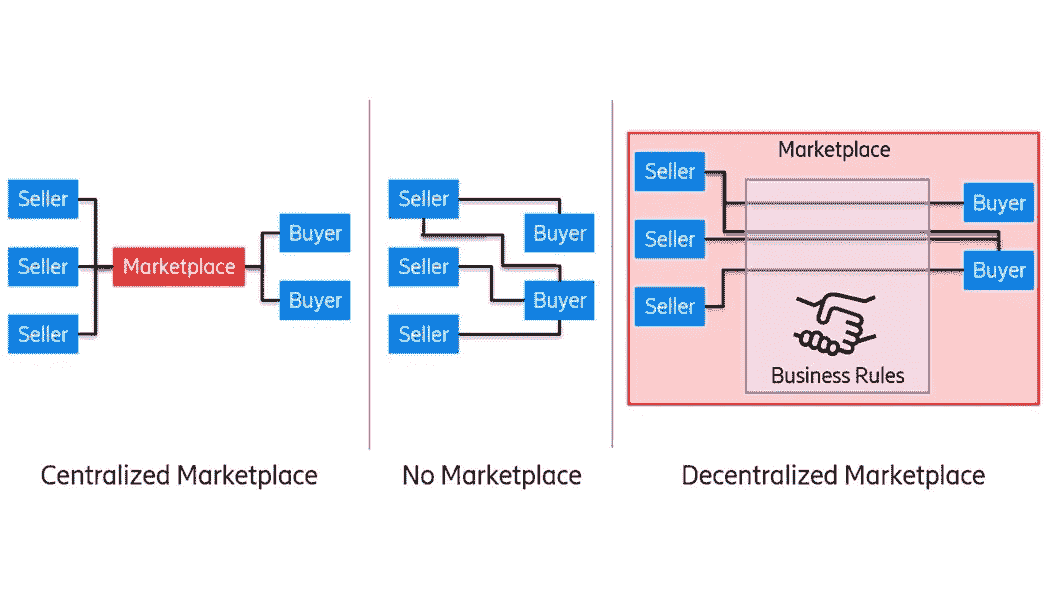 Seller
Seller
Seller
Marketplace
Buyer
Buyer
Centralized Marketplace
Seller
Seller
Seller
Buyer
Buyer
No Marketplace
Marketplace
Seller
Seller
Seller
Buyer
Buyer
Business Rules
Decentralized Marketplace